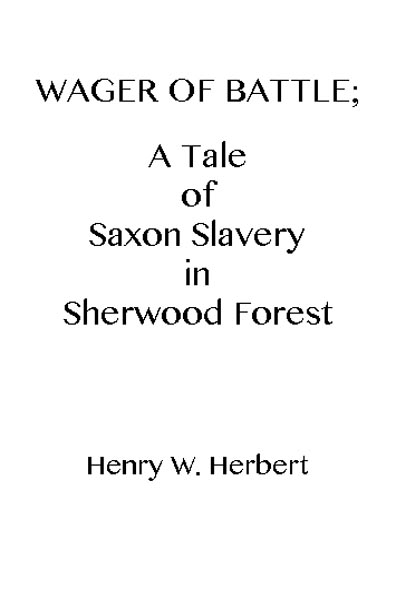 WAGER OF BATTLE;
A Tale
of
Saxon Slavery
in
Sherwood Forest
Henry W. Herbert